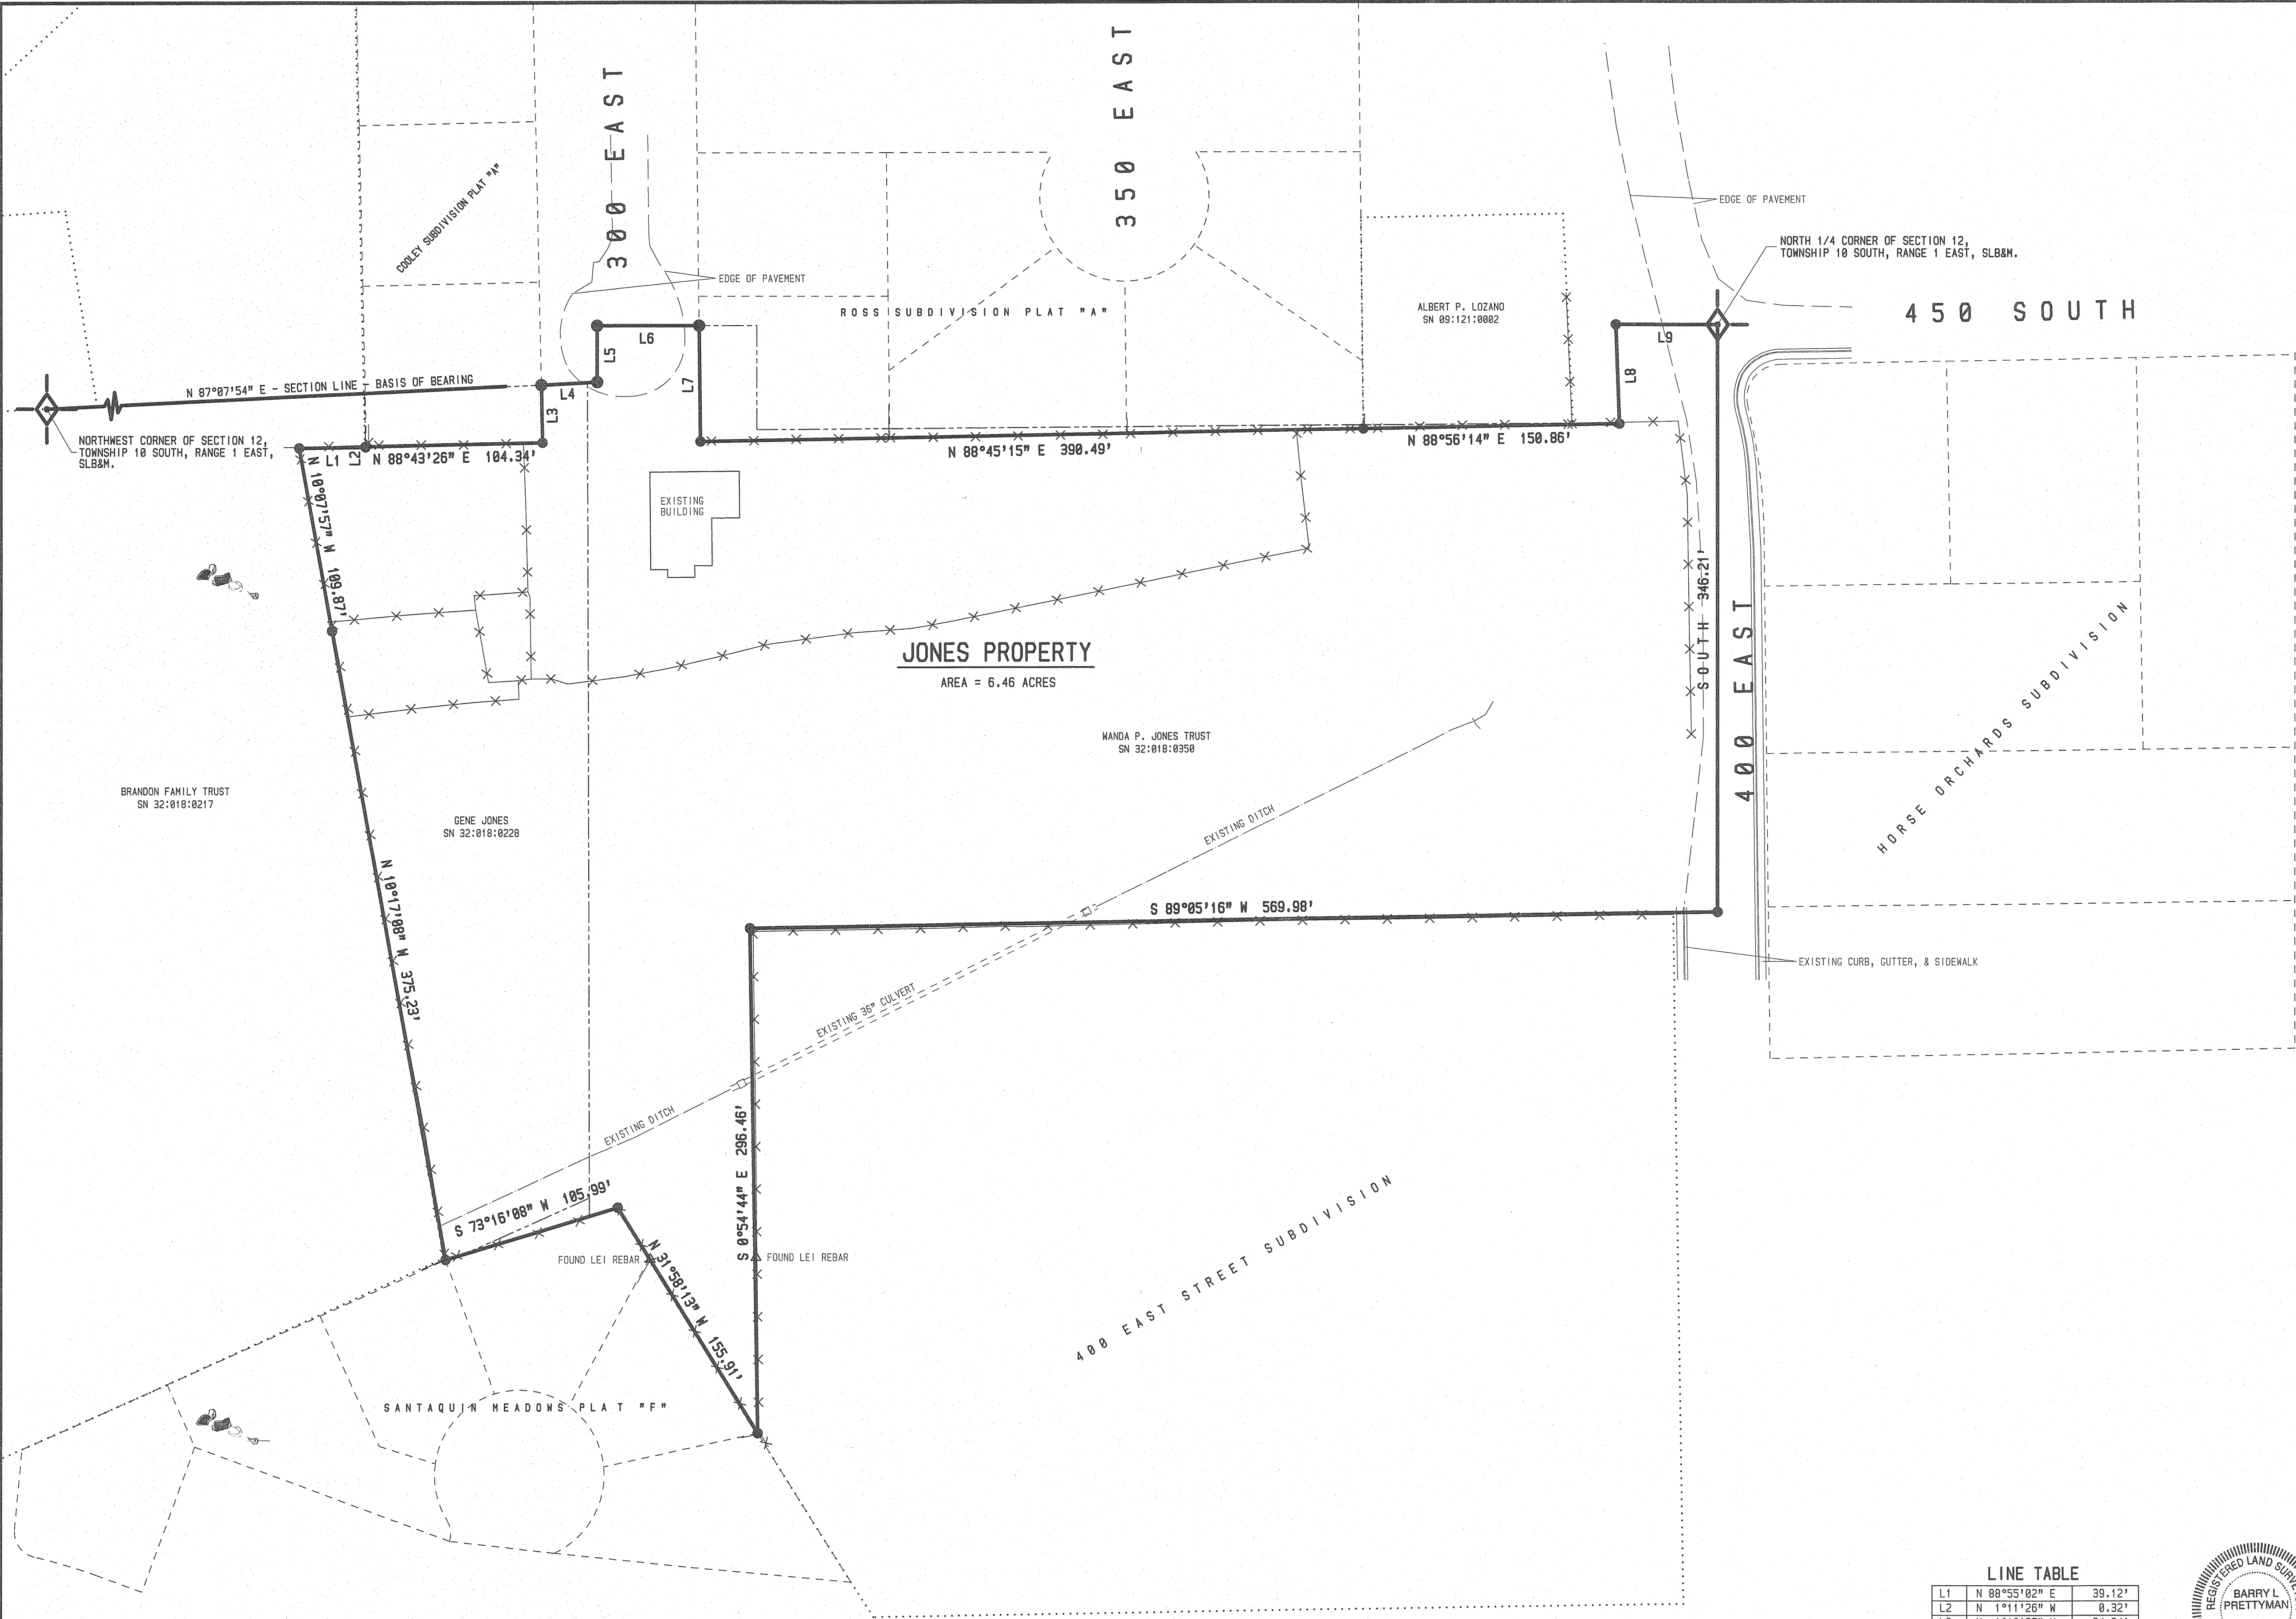 300 EAST
350 EAST
COOLEY SUBDIVISION PLAT "A"
EDGE OF PAVEMENT
EDGE OF PAVEMENT
NORTH 1/4 CORNER OF SECTION 12,
TOWNSHIP 10 SOUTH, RANGE 1 EAST, SLB&M.
ROSS SUBDIVISION PLAT "A"
ALBERT P. LOZANO
SN 09:121:0002
450 SOUTH
L6
L5
L9
L7
L8
L4
L3
N 87°07'54" E - SECTION LINE - BASIS OF BEARING
NORTHWEST CORNER OF SECTION 12,
TOWNSHIP 10 SOUTH, RANGE 1 EAST,
SLB&M.
L1
L2
N 88°43'26" E 104.34'
N 88°45'15" E 390.49'
N 88°56'14" E 150.86'
N 10°07'57" W 109.87'
EXISTING
BUILDING
SOUTH 346.21'
400 EAST
JONES PROPERTY
AREA = 6.46 ACRES
WANDA P. JONES TRUST
SN 32:018:0350
HORSE ORCHARDS SUBDIVISION
BRANDON FAMILY TRUST
SN 32:018:0217
GENE JONES
SN 32:018:0228
EXISTING DITCH
N 10°17'08" W 375.23'
S 89°05'16" W 569.98'
EXISTING CURB, GUTTER, & SIDEWALK
EXISTING 36" CULVERT
EXISTING DITCH
S 0°54'44" E 296.46'
S 73°16'08" W 105.99'
FOUND LEI REBAR
FOUND LEI REBAR
N 31°58'13" W 155.91'
400 EAST STREET SUBDIVISION
SANTAQUIN MEADOWS PLAT "F"
LINE TABLE
L1 N 88°55'02" E 39.12'
L2 N 1°11'26" W 0.32'
REGISTERED LAND
BARRY L
PRETTYMAN